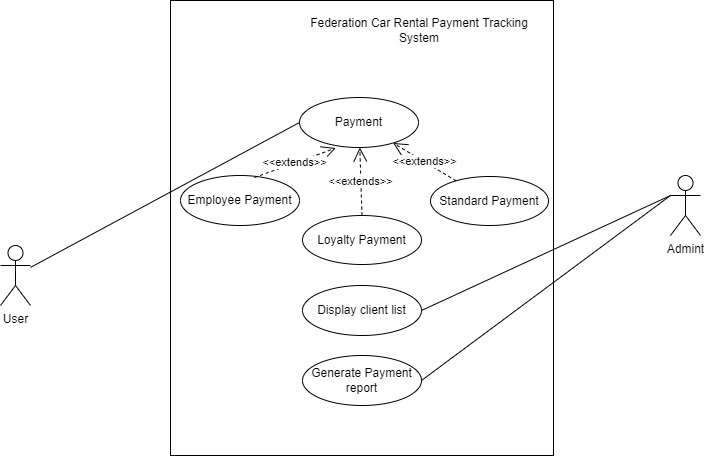 Federation Car Rental Payment Tracking
System
Payment
<<extends>>
<<extends>>
<<extends>>
Employee Payment
Standard Payment
Loyalty Payment
Admint
Display client list
User
Generate Payment
report